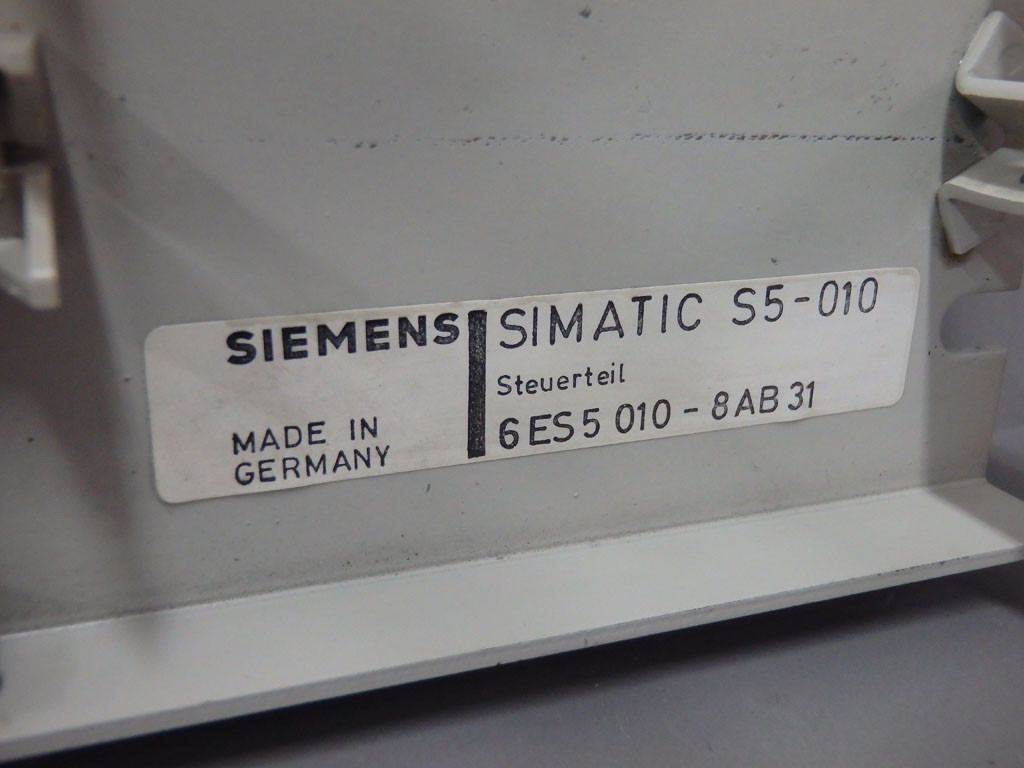 SIEMENS
MADE IN
GERMANY
SIMATIC S5-010
Steuerteil
6ES5 010-8AB31